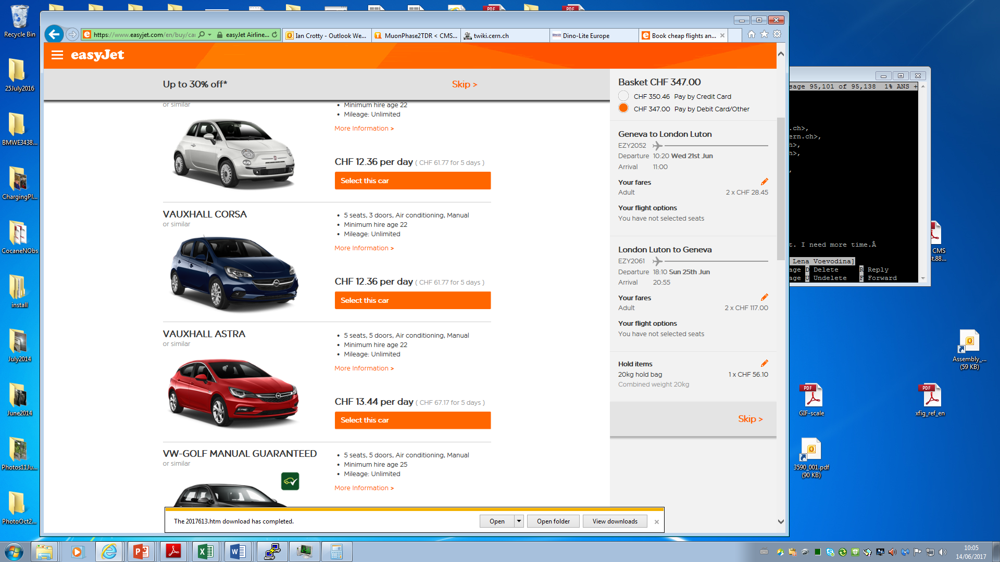 Recycle Bin
25July2016
BMWE3438...
ChargingPl...
CocaneNObs
install
July2014
June2014
Photos11Ju...
PhotoOct2...
https://www.easyjet.com/en/buy/car
easyJet Airline...
Ian Crotty - Outlook We...
MuonPhase2TDR < CMS...
twiki.cern.ch
Dino-Lite Europe
Book cheap flights an...
easyJet
Up to 30% off*
Skip >
or similar
Minimum hire age 22
Mileage: Unlimited
More Information >
CHF 12.36 per day ( CHF 61.77 for 5 days )
Select this car
VAUXHALL CORSA
or similar
5 seats, 3 doors, Air conditioning, Manual
Minimum hire age 22
Mileage: Unlimited
More Information >
CHF 12.36 per day ( CHF 61.77 for 5 days )
Select this car
VAUXHALL ASTRA
or similar
5 seats, 5 doors, Air conditioning, Manual
Minimum hire age 22
Mileage: Unlimited
More Information >
CHF 13.44 per day ( CHF 67.17 for 5 days )
Select this car
VW-GOLF MANUAL GUARANTEED
or similar
5 seats, 5 doors, Air conditioning, Manual
Minimum hire age 25
Mileage: Unlimited
More Information >
Basket CHF 347.00
CHF 350.46 Pay by Credit Card
CHF 347.00 Pay by Debit Card/Other
Geneva to London Luton
EZY2052
Departure 10:20 Wed 21st Jun
Arrival 11:00
Your fares
Adult 2 x CHF 28.45
Your flight options
You have not selected seats
London Luton to Geneva
EZY2061
Departure 18:10 Sun 25th Jun
Arrival 20:55
Your fares
Adult 2 x CHF 117.00
Your flight options
You have not selected seats
Hold items
20kg hold bag 1 x CHF 56.10
Combined weight 20kg
Skip >
The 2017613.htm download has completed.
Open
Open folder
View downloads
sage 95,101 of 95,138 1% ANS +
.ch>,
ern.ch>,
h>,
h>,
,
t. I need more time.Â
Lena Voevodina]
age D Delete R Reply
age U Undelete F Forward
CMS
t.88...
Assembly_...
(59 KB)
PDF
GIF-scale
PDF
xfig_ref_en
3590_001.pdf
(90 KB)
10:05
14/06/2017